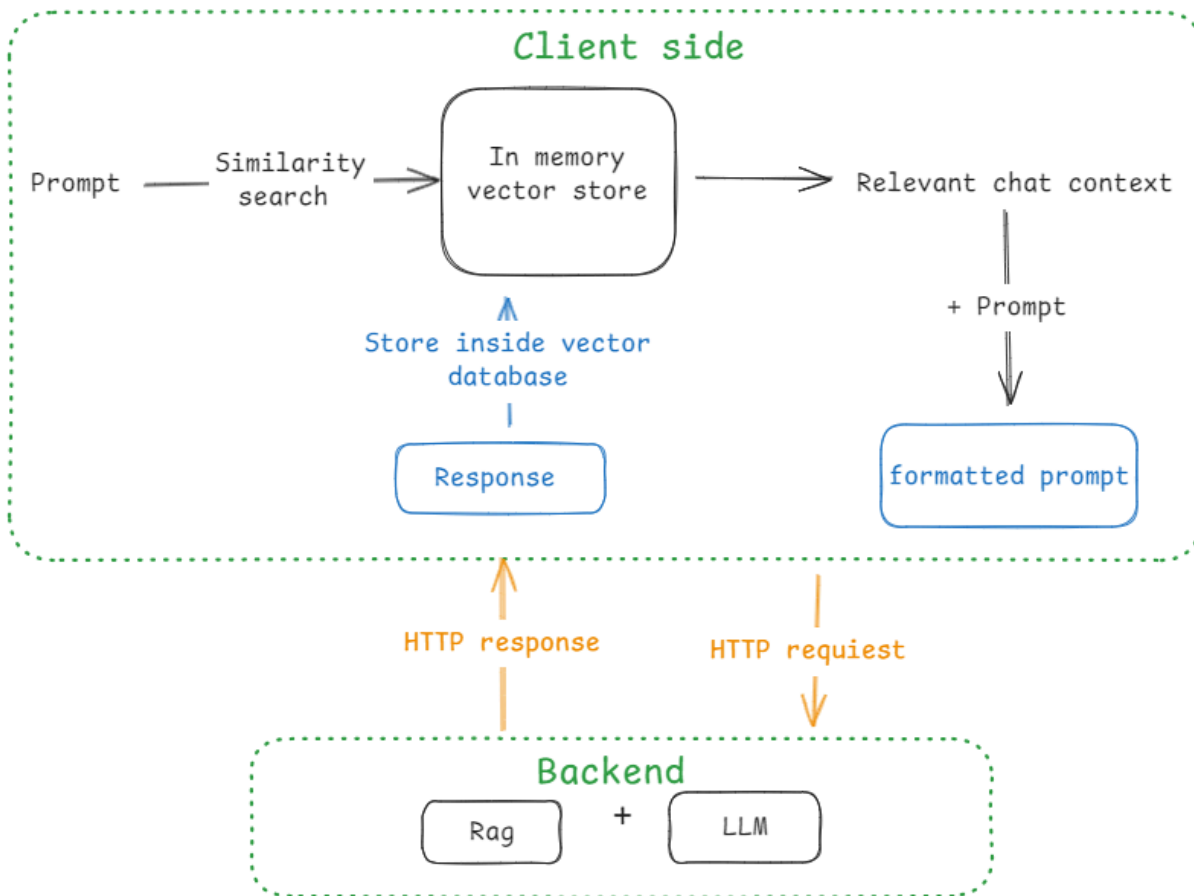 Client side
Prompt
Similarity
search
In memory
vector store
Relevant chat context
+ Prompt
Store inside vector
database
Response
formatted prompt
HTTP response
HTTP requiest
Backend
Rag
+
LLM